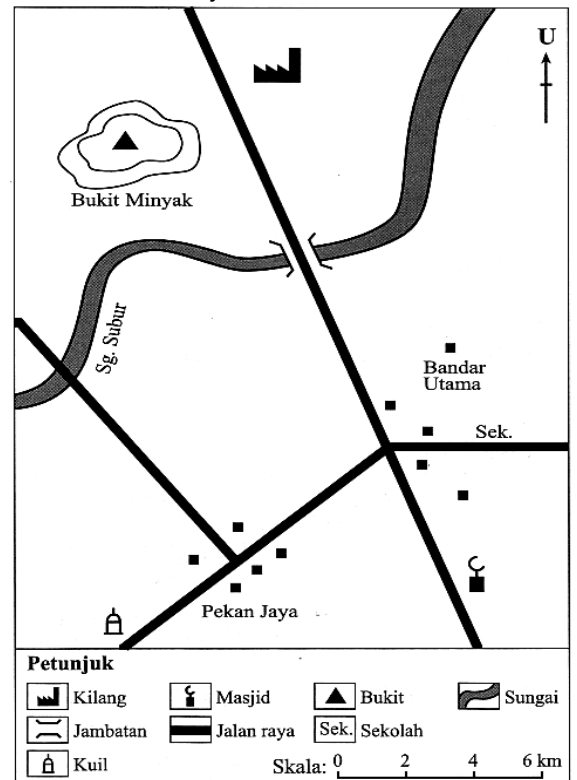 U
Bukit Minyak
Sg. Subur
Bandar
Utama
Sek.
Pekan Jaya
Petunjuk
Kilang
Masjid
Bukit
Sungai
Jambatan
Jalan raya
Sek. Sekolah
Kuil
Skala: 0 2 4 6 km